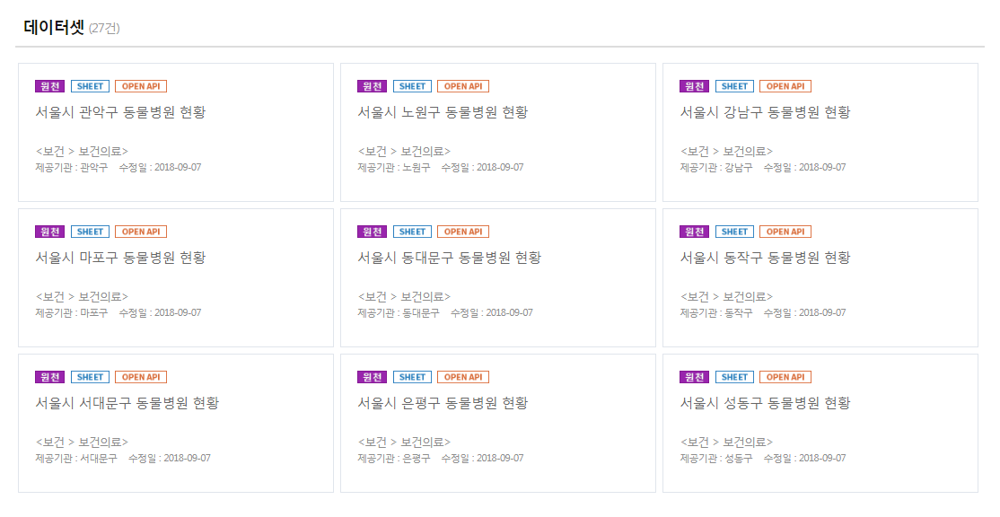 데이터셋 (27건)
원천 SHEET OPEN API
서울시 관악구 동물병원 현황
<보건 > 보건의료>
제공기관 : 관악구 수정일 : 2018-09-07
원천 SHEET OPEN API
서울시 노원구 동물병원 현황
<보건 > 보건의료>
제공기관 : 노원구 수정일 : 2018-09-07
원천 SHEET OPEN API
서울시 강남구 동물병원 현황
<보건 > 보건의료>
제공기관 : 강남구 수정일 : 2018-09-07
원천 SHEET OPEN API
서울시 마포구 동물병원 현황
<보건 > 보건의료>
제공기관 : 마포구 수정일 : 2018-09-07
원천 SHEET OPEN API
서울시 동대문구 동물병원 현황
<보건 > 보건의료>
제공기관 : 동대문구 수정일 : 2018-09-07
원천 SHEET OPEN API
서울시 동작구 동물병원 현황
<보건 > 보건의료>
제공기관 : 동작구 수정일 : 2018-09-07
원천 SHEET OPEN API
서울시 서대문구 동물병원 현황
<보건 > 보건의료>
제공기관 : 서대문구 수정일 : 2018-09-07
원천 SHEET OPEN API
서울시 은평구 동물병원 현황
<보건 > 보건의료>
제공기관 : 은평구 수정일 : 2018-09-07
원천 SHEET OPEN API
서울시 성동구 동물병원 현황
<보건 > 보건의료>
제공기관 : 성동구 수정일 : 2018-09-07